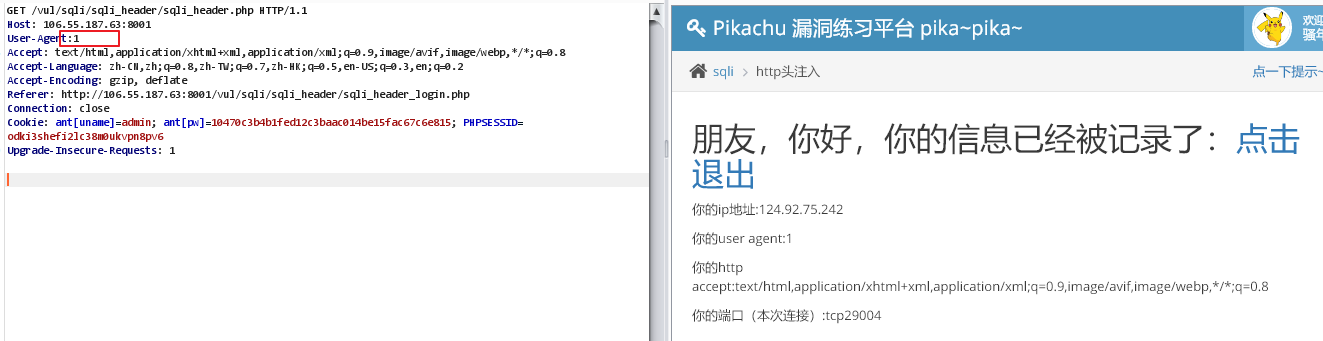 GET /vul/sqli/sqli_header/sqli_header.php HTTP/1.1
Host: 106.55.187.63:8001
User-Agent:1
Accept: text/html,application/xhtml+xml,application/xml;q=0.9,image/avif,image/webp,*/*;q=0.8
Accept-Language: zh-CN,zh;q=0.8,zh-TW;q=0.7,zh-HK;q=0.5,en-US;q=0.3,en;q=0.2
Accept-Encoding: gzip, deflate
Referer: http://106.55.187.63:8001/vul/sqli/sqli_header/sqli_header_login.php
Connection: close
Cookie: ant[uname]=admin; ant[pw]=10470c3b4b1fed12c3baac014be15fac67c6e815; PHPSESSID=
odki3shefi2lc38m0ukvpn8pv6
Upgrade-Insecure-Requests: 1
Pikachu 漏洞练习平台 pika~pika~
欢迎
骚年
sqli
http头注入
点一下提示~
朋友，你好，你的信息已经被记录了：点击
退出
你的ip地址:124.92.75.242
你的user agent:1
你的http
accept:text/html,application/xhtml+xml,application/xml;q=0.9,image/avif,image/webp,*/*;q=0.8
你的端口（本次连接）:tcp29004